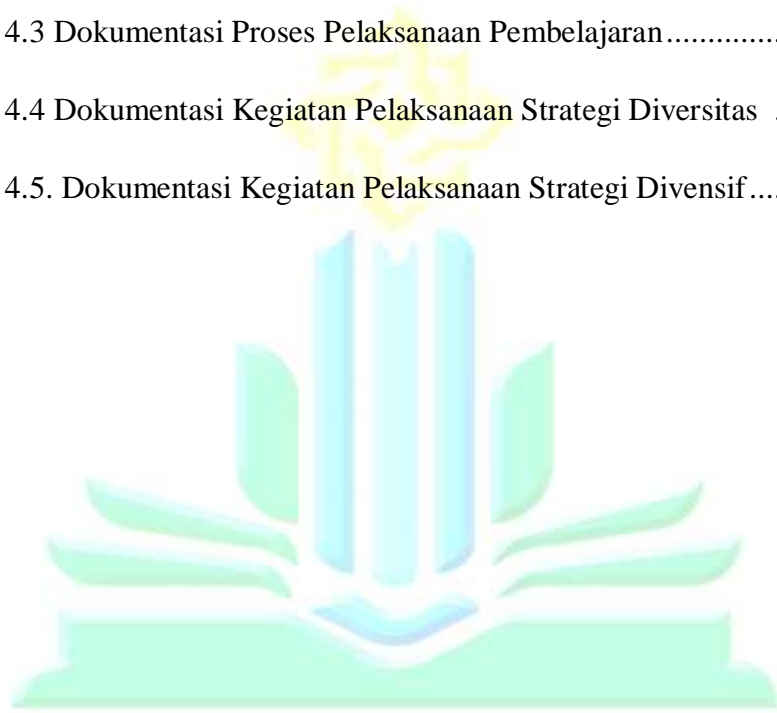 4.3 Dokumentasi Proses Pelaksanaan Pembelajaran..............
4.4 Dokumentasi Kegiatan Pelaksanaan Strategi Diversitas .
4.5. Dokumentasi Kegiatan Pelaksanaan Strategi Divensif....